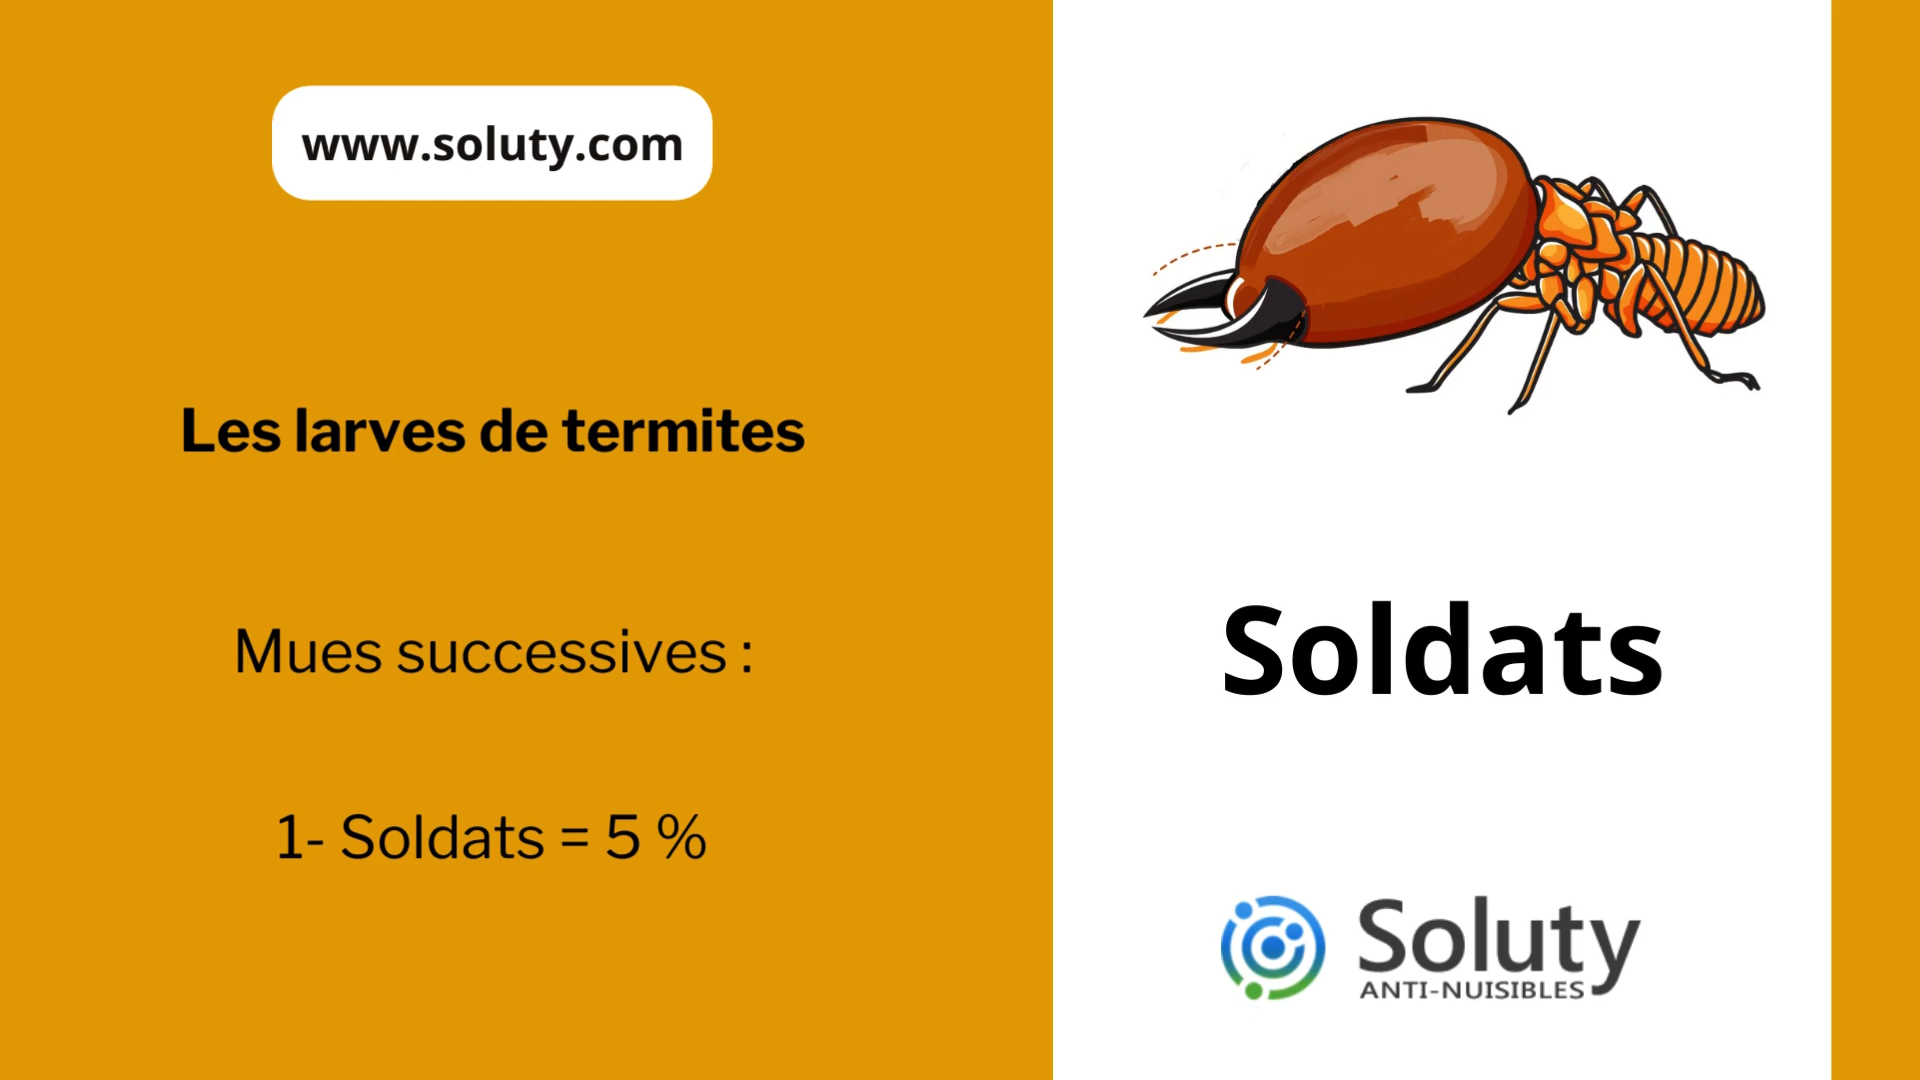 www.soluty.com
Les larves de termites
Mues successives :
1- Soldats = 5 %
Soldats
Soluty
ANTI-NUISIBLES